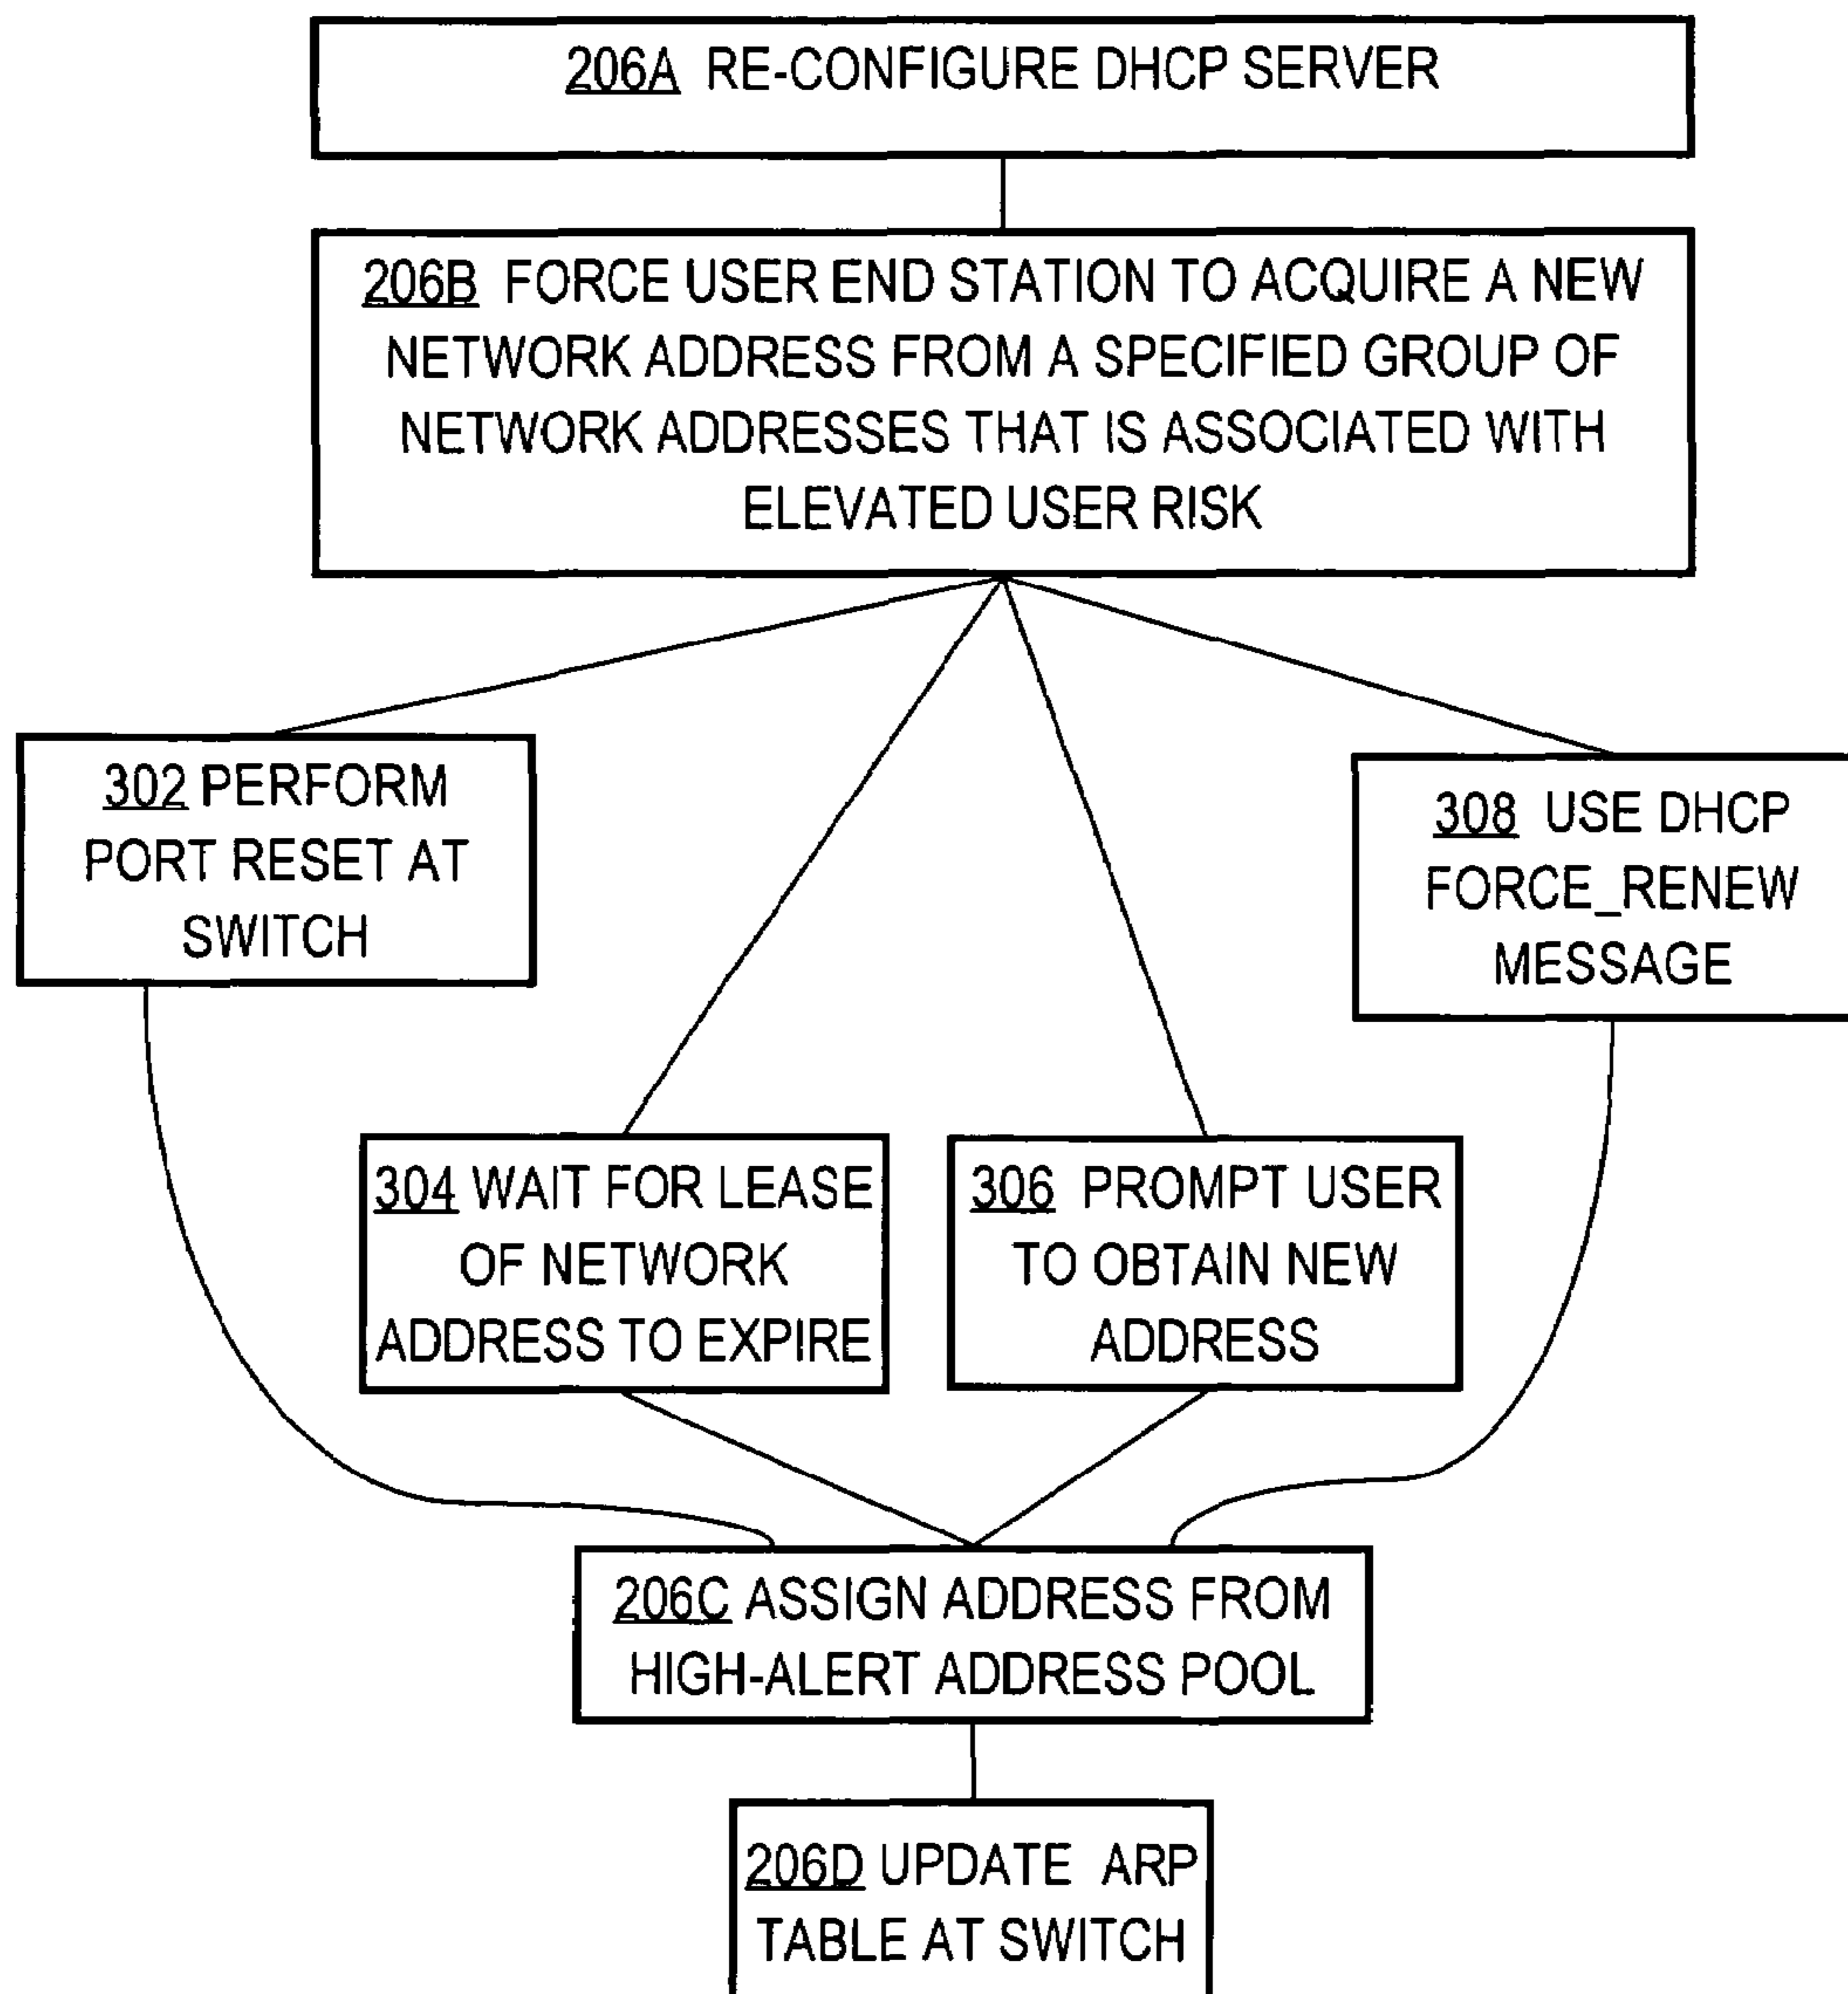 206A RE-CONFIGURE DHCP SERVER
206B FORCE USER END STATION TO ACQUIRE A NEW
NETWORK ADDRESS FROM A SPECIFIED GROUP OF
NETWORK ADDRESSES THAT IS ASSOCIATED WITH
ELEVATED USER RISK
302 PERFORM
PORT RESET AT
SWITCH
308 USE DHCP
FORCE_RENEW
MESSAGE
304 WAIT FOR LEASE
OF NETWORK
ADDRESS TO EXPIRE
306 PROMPT USER
TO OBTAIN NEW
ADDRESS
206C ASSIGN ADDRESS FROM
HIGH-ALERT ADDRESS POOL
206D UPDATE ARP
TABLE AT SWITCH